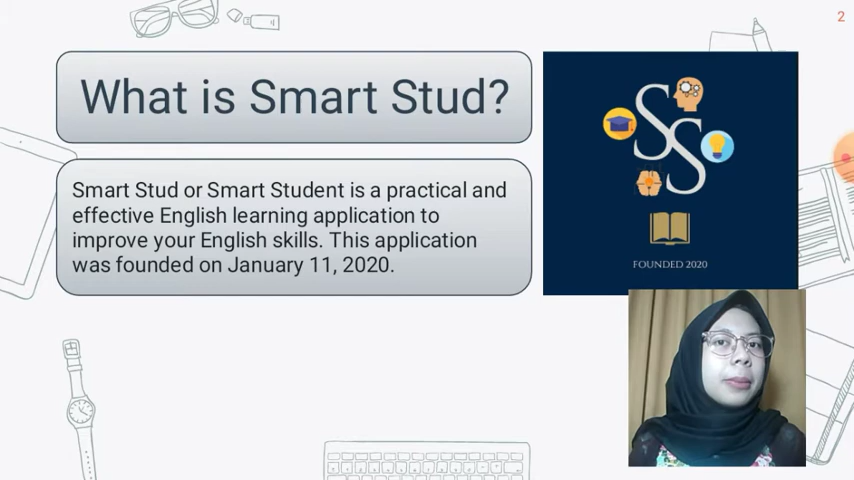 2
What is Smart Stud?
Smart Stud or Smart Student is a practical and
effective English learning application to
improve your English skills. This application
was founded on January 11, 2020.
SS
FOUNDED 2020